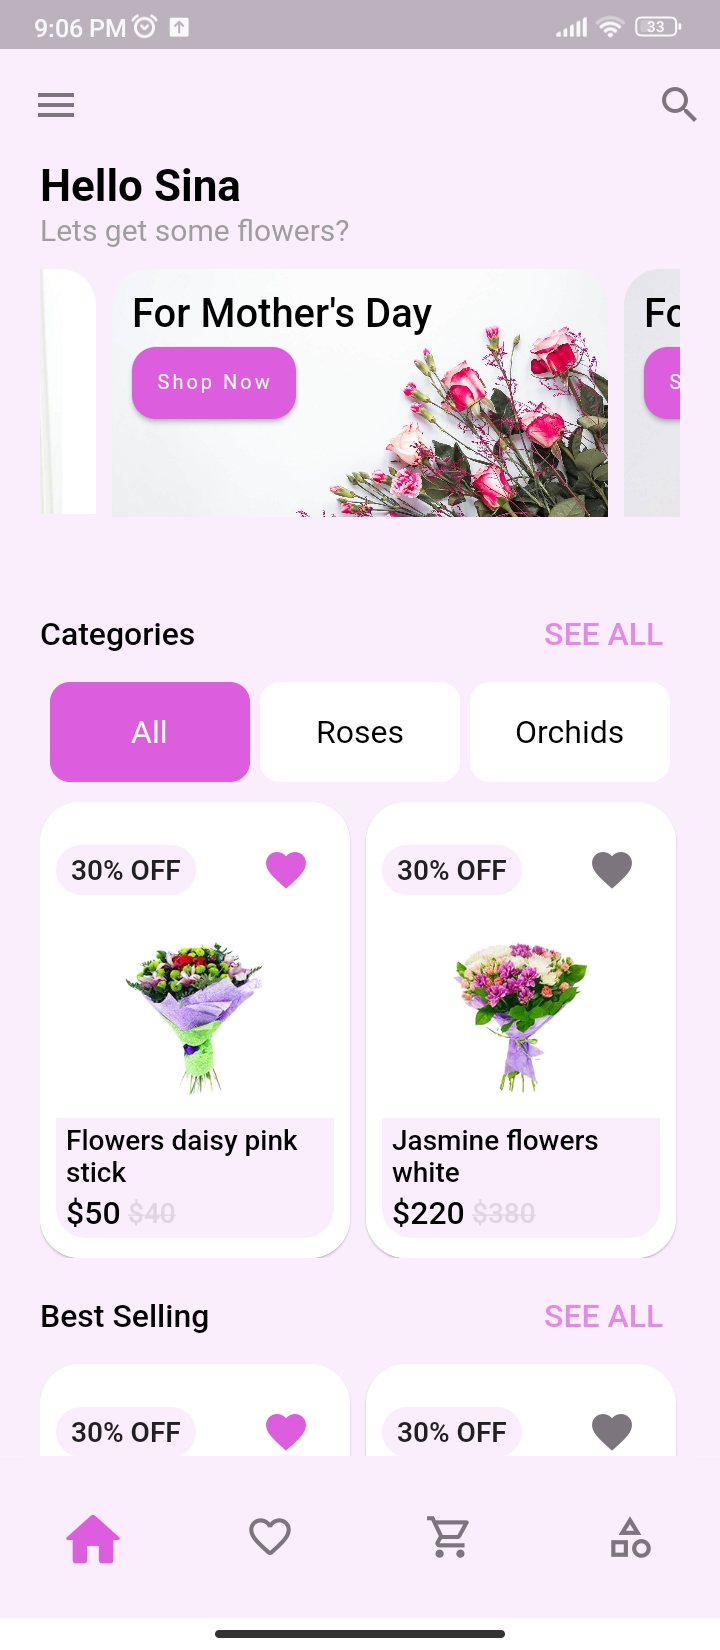 9:06 PM
33
Hello Sina
Lets get some flowers?
For Mother's Day
Fo
Shop Now
S
Categories
SEE ALL
All
Roses
Orchids
30% OFF
30% OFF
Flowers daisy pink
stick
$50 $40
Jasmine flowers
white
$220 $380
Best Selling
SEE ALL
30% OFF
30% OFF